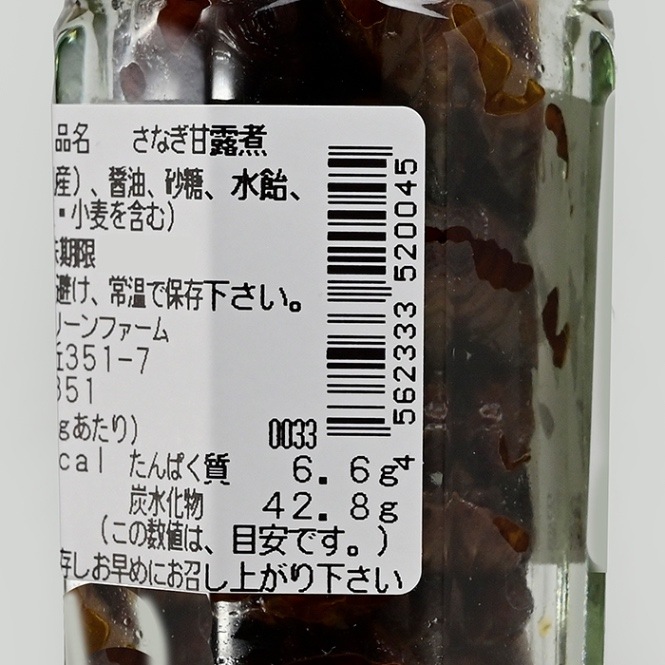 品名 さなぎ甘露煮
産)、醤油、砂糖、水飴、
・小麦を含む)
味期限
避け、常温で保存下さい。
リーンファーム
丘351-7
351
gあたり)
0033
cal たんぱく質 6.6g
炭水化物 42.8g
(この数値は、目安です。)
存しお早めにお召し上がり下さい
4 562333 520045